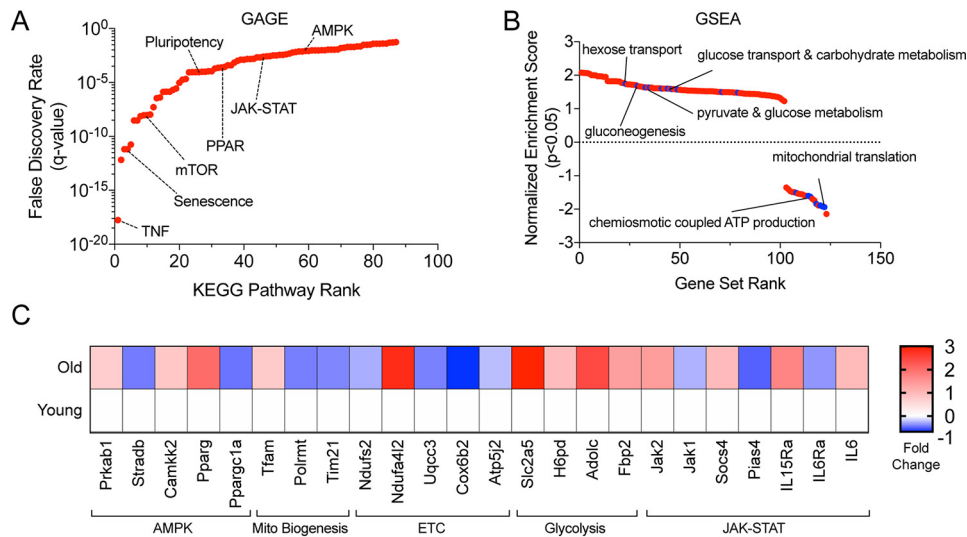 A
GAGE
False Discovery Rate
(q-value)
10^0
10^-5
10^-10
10^-15
10^-20
Pluripotency
AMPK
JAK-STAT
PPAR
mTOR
Senescence
TNF
0
20
40
60
80
100
KEGG Pathway Rank
B
GSEA
Normalized Enrichment Score
(p<0.05)
3
2
1
0
-1
-2
-3
hexose transport
glucose transport & carbohydrate metabolism
pyruvate & glucose metabolism
gluconeogenesis
mitochondrial translation
chemiosmotic coupled ATP production
0
50
100
150
Gene Set Rank
C
Old
Young
Prkab1
Stradb
Camkk2
Pparg
Ppargc1a
Tfam
Polrmt
Tim21
Ndufs2
Ndufa4l2
Uqcc3
Cox6b2
Atp5j2
Slc2a5
H6pd
Adolc
Fbp2
Jak2
Jak1
Socs4
Pias4
IL15Ra
IL6Ra
IL6
AMPK
Mito Biogenesis
ETC
Glycolysis
JAK-STAT
3
2
1
0
-1
Fold
Change